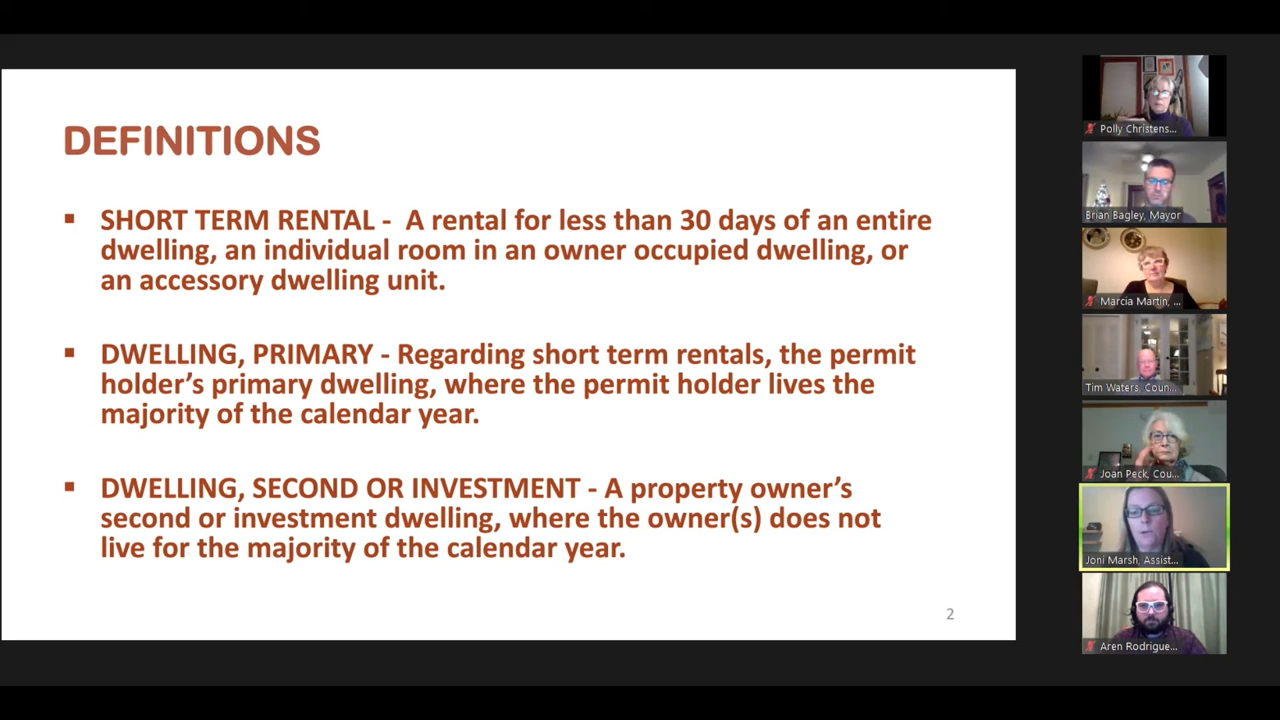 DEFINITIONS
▪ SHORT TERM RENTAL - A rental for less than 30 days of an entire
dwelling, an individual room in an owner occupied dwelling, or
an accessory dwelling unit.
▪ DWELLING, PRIMARY - Regarding short term rentals, the permit
holder's primary dwelling, where the permit holder lives the
majority of the calendar year.
▪ DWELLING, SECOND OR INVESTMENT - A property owner's
second or investment dwelling, where the owner(s) does not
live for the majority of the calendar year.
2
Polly Christens...
Brian Bagley, Mayor
Marcia Martin, ...
Tim Waters, Coun...
Joan Peck, Cou...
Joni Marsh, Assist...
Aren Rodrigue...